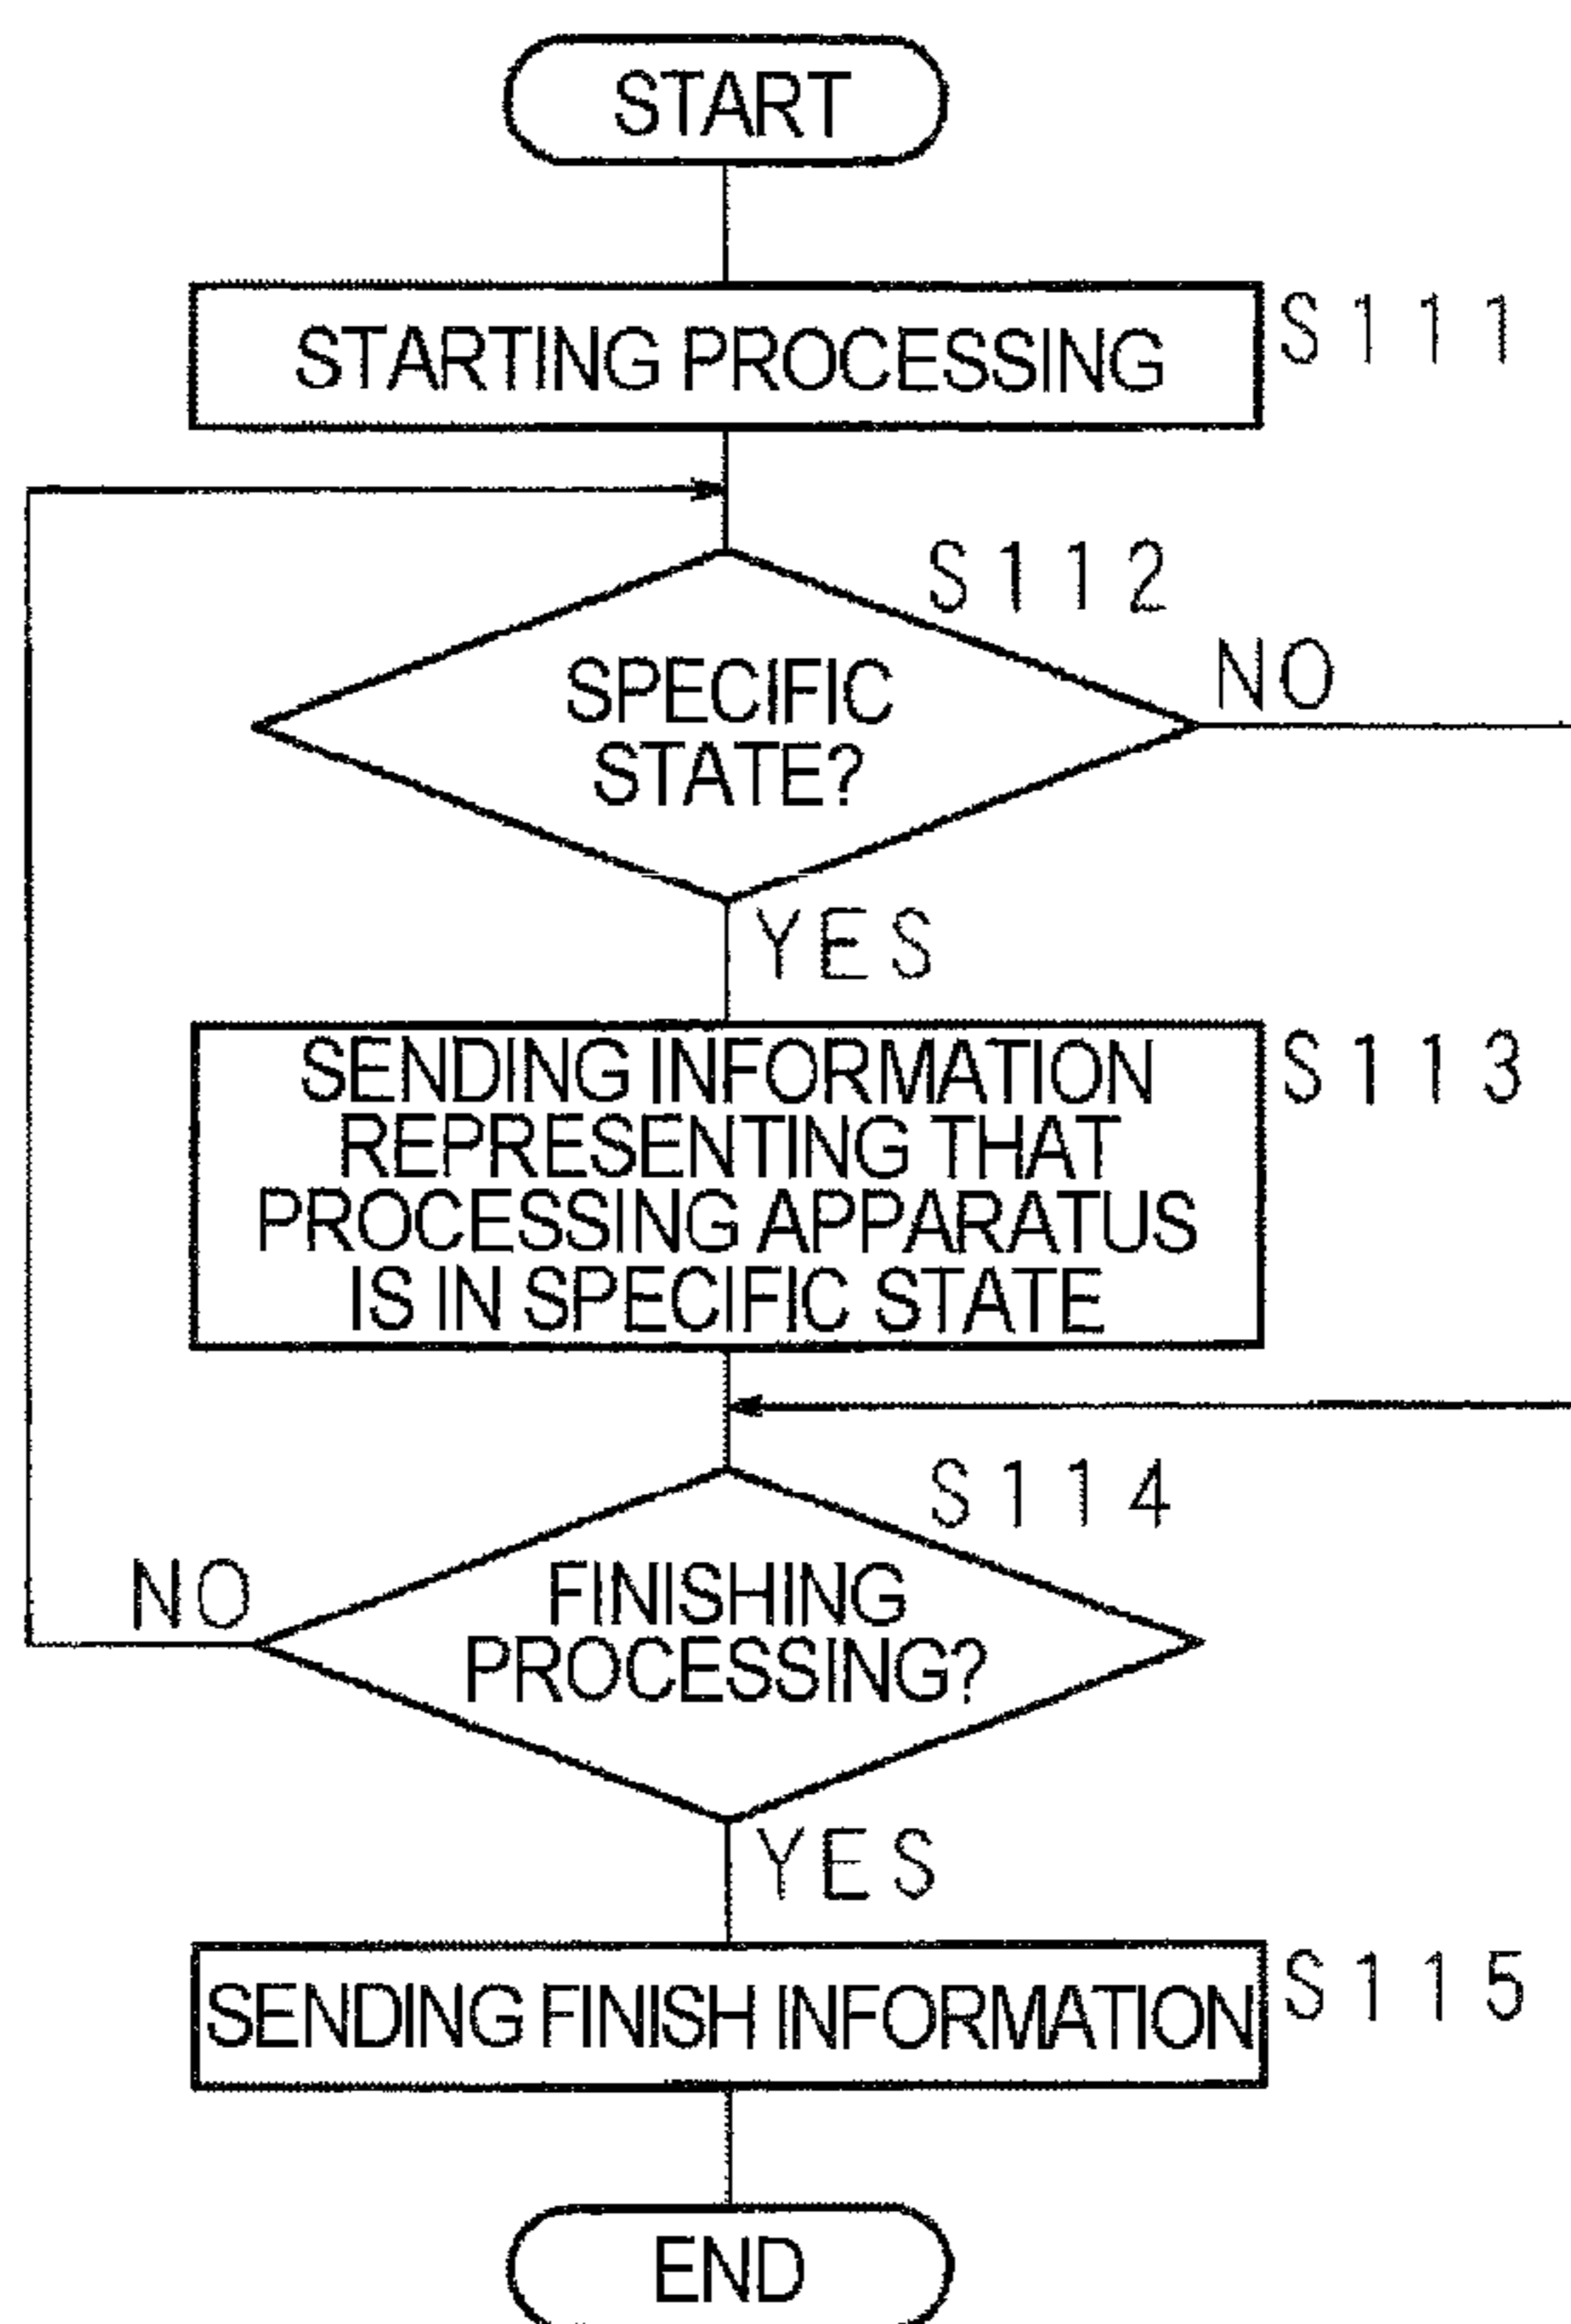 START
STARTING PROCESSING
S111
S112
SPECIFIC
STATE?
NO
YES
SENDING INFORMATION
REPRESENTING THAT
PROCESSING APPARATUS
IS IN SPECIFIC STATE
S113
S114
FINISHING
PROCESSING?
NO
YES
SENDING FINISH INFORMATION
S115
END